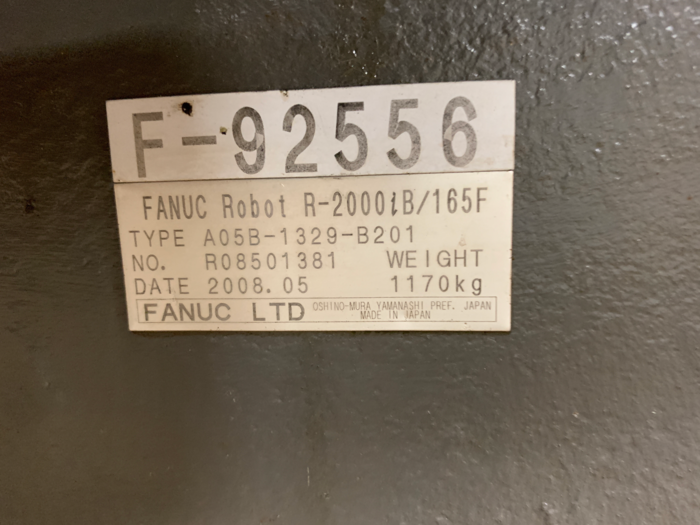 F-92556
FANUC Robot R-2000iB/165F
TYPE A05B-1329-B201
NO. R08501381 WEIGHT
DATE 2008.05 1170kg
FANUC LTD OSHINO-MURA YAMANASHI PREF. JAPAN
MADE IN JAPAN